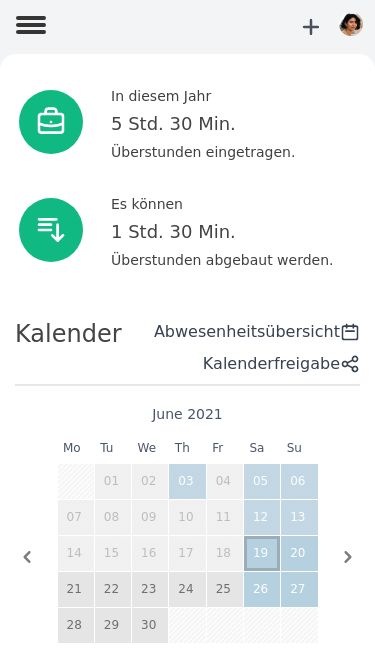 In diesem Jahr
5 Std. 30 Min.
Überstunden eingetragen.
Es können
1 Std. 30 Min.
Überstunden abgebaut werden.
Kalender
Abwesenheitsübersicht
Kalenderfreigabe
June 2021
Mo Tu We Th Fr Sa Su
01 02 03 04 05 06
07 08 09 10 11 12 13
14 15 16 17 18 19 20
21 22 23 24 25 26 27
28 29 30